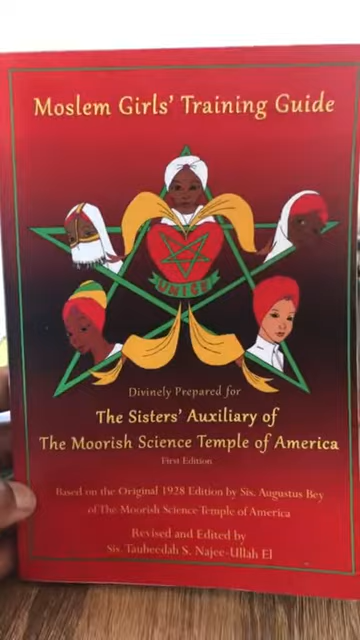 Moslem Girls' Training Guide
UNITY
Divinely Prepared for
The Sisters' Auxiliary of
The Moorish Science Temple of America
First Edition
Based on the Original 1928 Edition by Sis. Augustus Bey
of The Moorish Science Temple of America
Revised and Edited by
Sis. Tauheedah S. Najee-Ullah El